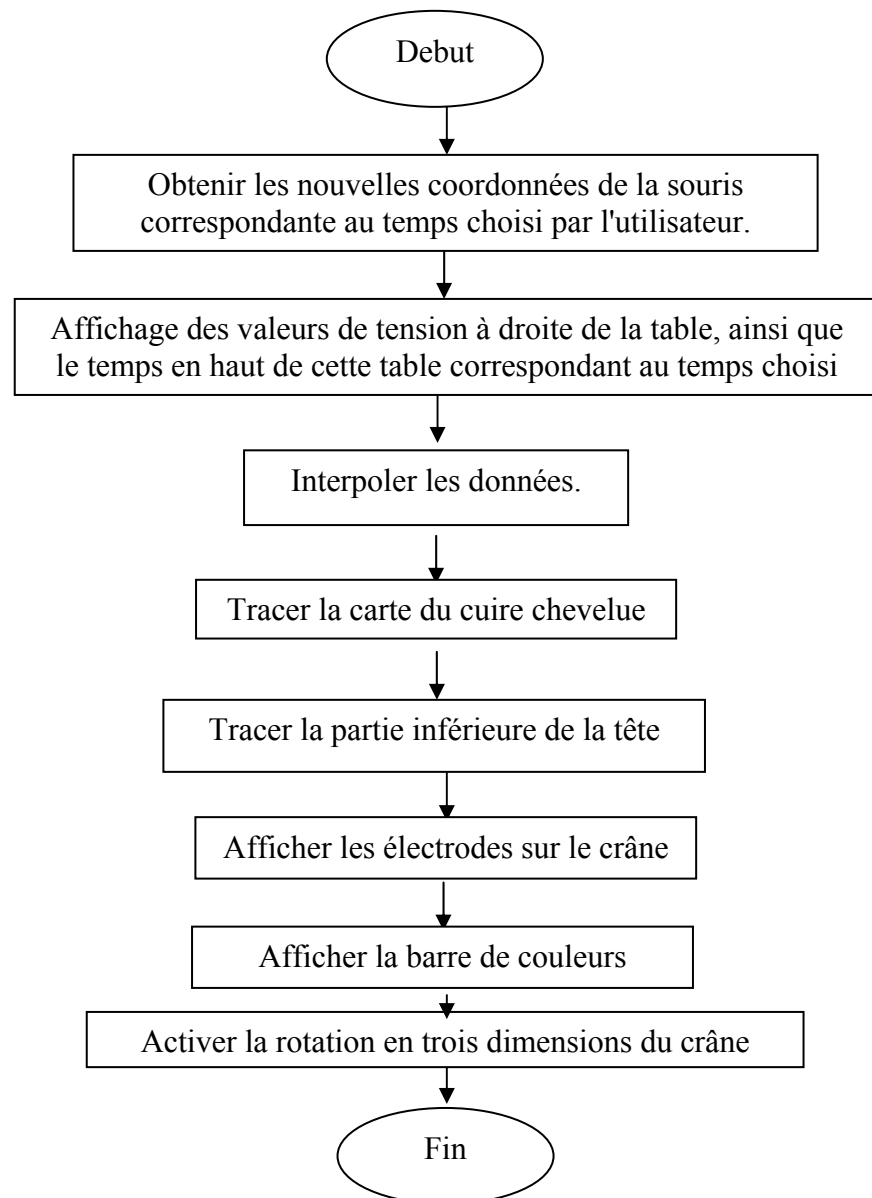 Debut
Obtenir les nouvelles coordonnées de la souris
correspondante au temps choisi par l'utilisateur.
Affichage des valeurs de tension à droite de la table, ainsi que
le temps en haut de cette table correspondant au temps choisi
Interpoler les données.
Tracer la carte du cuire chevelue
Tracer la partie inférieure de la tête
Afficher les électrodes sur le crâne
Afficher la barre de couleurs
Activer la rotation en trois dimensions du crâne
Fin